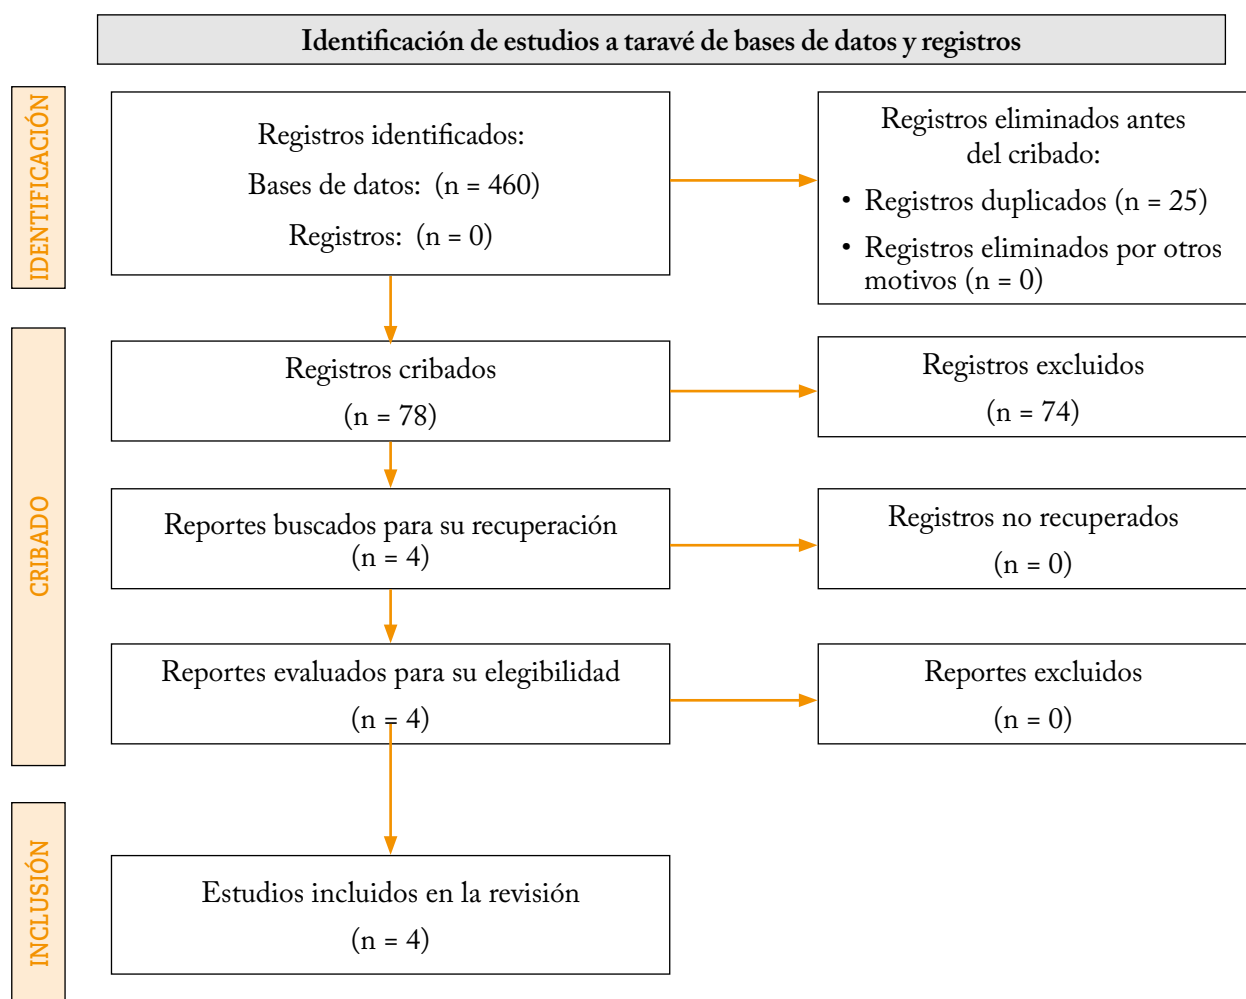 Identificación de estudios a taravé de bases de datos y registros
IDENTIFICACIÓN
Registros identificados:
Bases de datos: (n = 460)
Registros: (n = 0)
Registros eliminados antes
del cribado:
• Registros duplicados (n = 25)
• Registros eliminados por otros
motivos (n = 0)
CRIBADO
Registros cribados
(n = 78)
Registros excluidos
(n = 74)
Reportes buscados para su recuperación
(n = 4)
Registros no recuperados
(n = 0)
Reportes evaluados para su elegibilidad
(n = 4)
Reportes excluidos
(n = 0)
INCLUSIÓN
Estudios incluidos en la revisión
(n = 4)